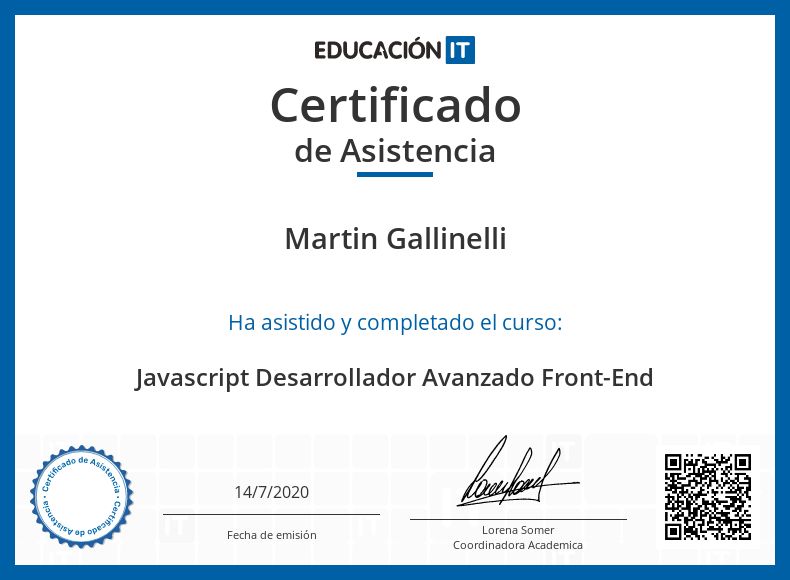 EDUCACIÓN IT
Certificado
de Asistencia
Martin Gallinelli
Ha asistido y completado el curso:
Javascript Desarrollador Avanzado Front-End
Certificado de Asistencia · Certificado de Asistencia ·
14/7/2020
Fecha de emisión
Lorena Somer
Coordinadora Academica